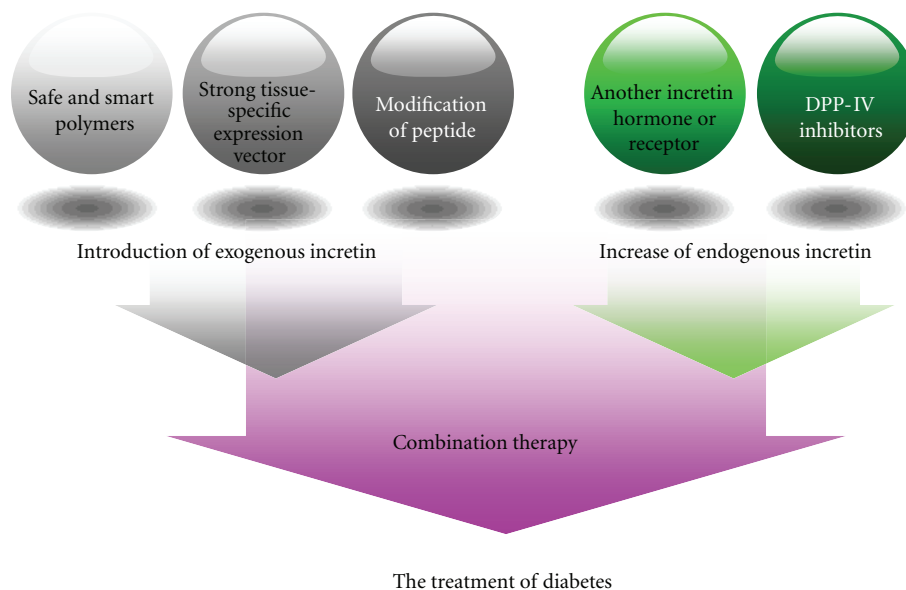 Safe and smart
polymers
Strong tissue-
specific
expression
vector
Modification
of peptide
Another incretin
hormone or
receptor
DPP-IV
inhibitors
Introduction of exogenous incretin
Increase of endogenous incretin
Combination therapy
The treatment of diabetes